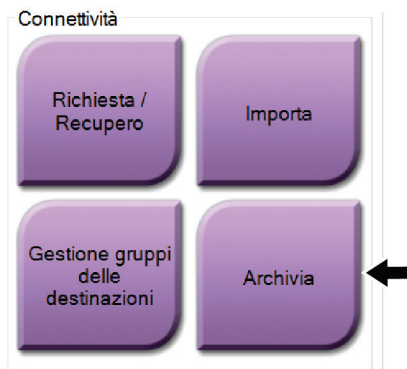 Connettività
Richiesta /
Recupero
Importa
Gestione gruppi
delle
destinazioni
Archivia